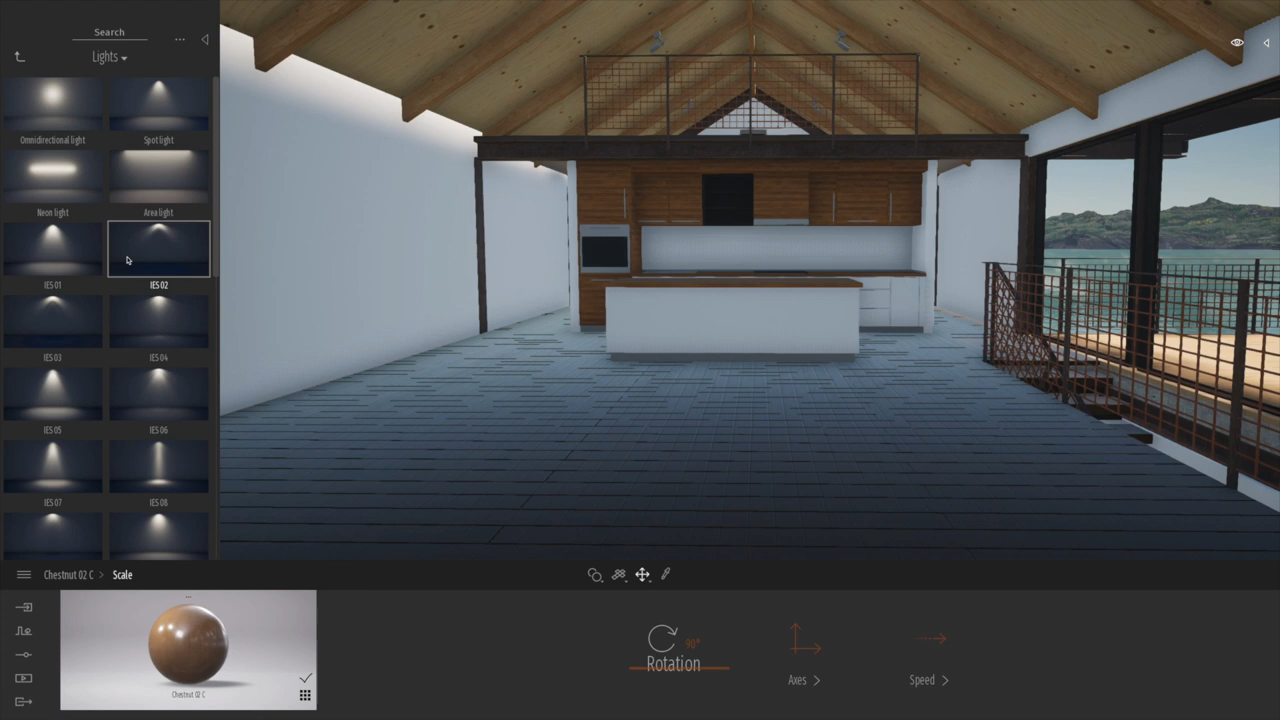 Search
...
Lights
Omnidirectional light
Spot light
Neon light
Area light
IES 01
IES 02
IES 03
IES 04
IES 05
IES 06
IES 07
IES 08
Chestnut 02 C > Scale
Chestnut 02 C
90°
Rotation
Axes >
Speed >